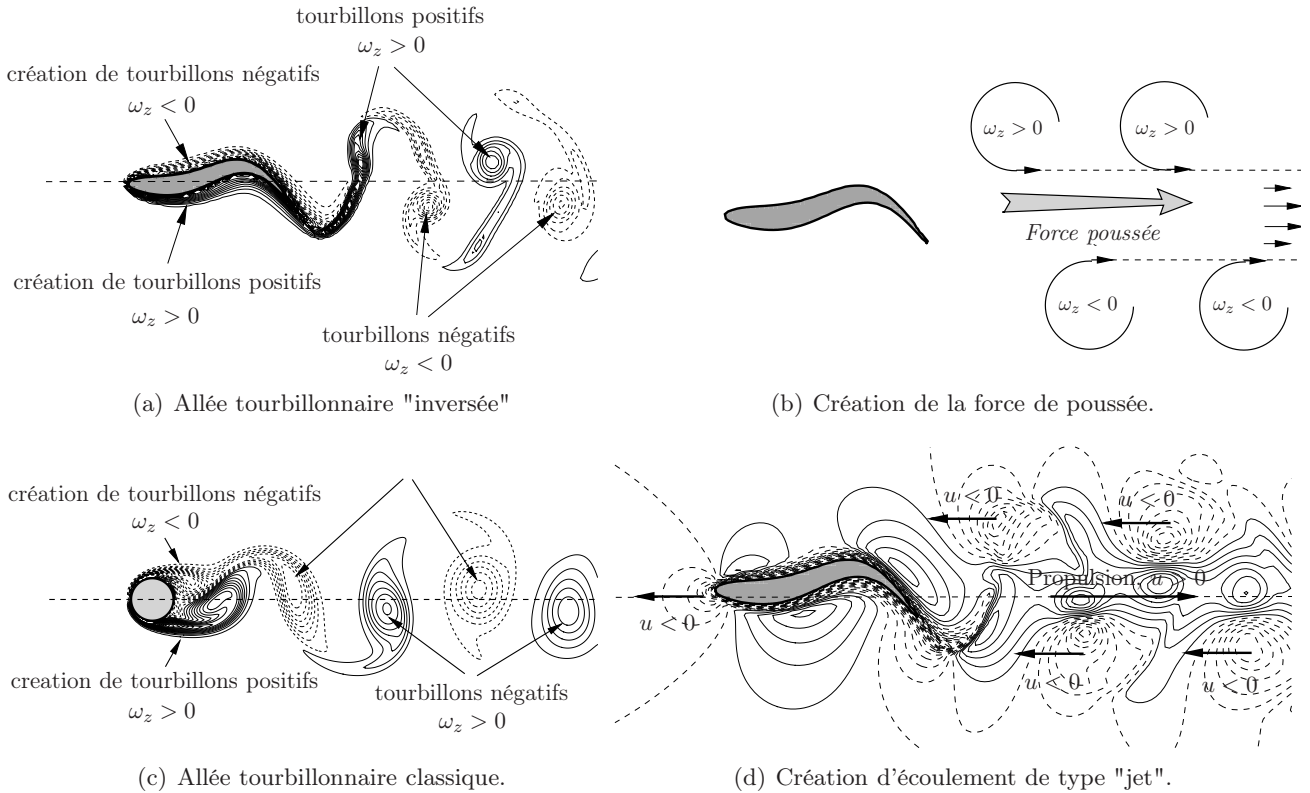 tourbillons positifs
ω_z > 0
création de tourbillons négatifs
ω_z < 0
création de tourbillons positifs
ω_z > 0
tourbillons négatifs
ω_z < 0
(a) Allée tourbillonnaire "inversée"
ω_z > 0
ω_z > 0
Force poussée
ω_z < 0
ω_z < 0
(b) Création de la force de poussée.
création de tourbillons négatifs
ω_z < 0
creation de tourbillons positifs
ω_z > 0
tourbillons négatifs
ω_z > 0
(c) Allée tourbillonnaire classique.
u < 0
u < 0
Propulsion, u > 0
u < 0
u < 0
u < 0
(d) Création d'écoulement de type "jet".